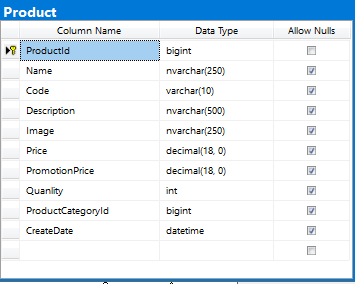 Product
Column Name Data Type Allow Nulls
ProductId bigint
Name nvarchar(250)
Code varchar(10)
Description nvarchar(500)
Image nvarchar(250)
Price decimal(18, 0)
PromotionPrice decimal(18, 0)
Quanlity int
ProductCategoryId bigint
CreateDate datetime